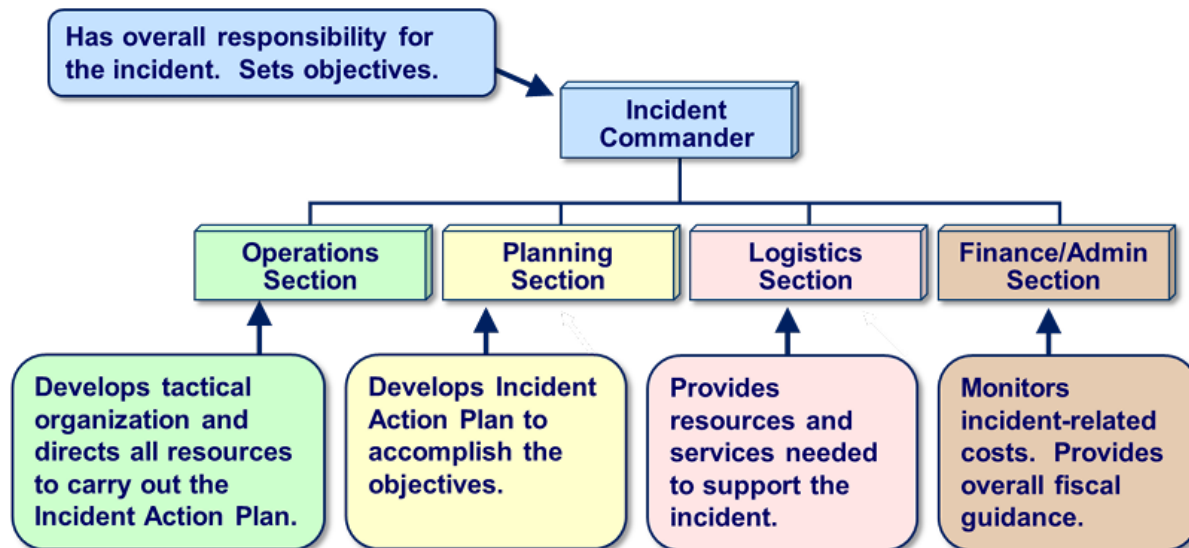 Has overall responsibility for
the incident.  Sets objectives.
Incident
Commander
Operations
Section
Planning
Section
Logistics
Section
Finance/Admin
Section
Develops tactical
organization and
directs all resources
to carry out the
Incident Action Plan.
Develops Incident
Action Plan to
accomplish the
objectives.
Provides
resources and
services needed
to support the
incident.
Monitors
incident-related
costs.  Provides
overall fiscal
guidance.